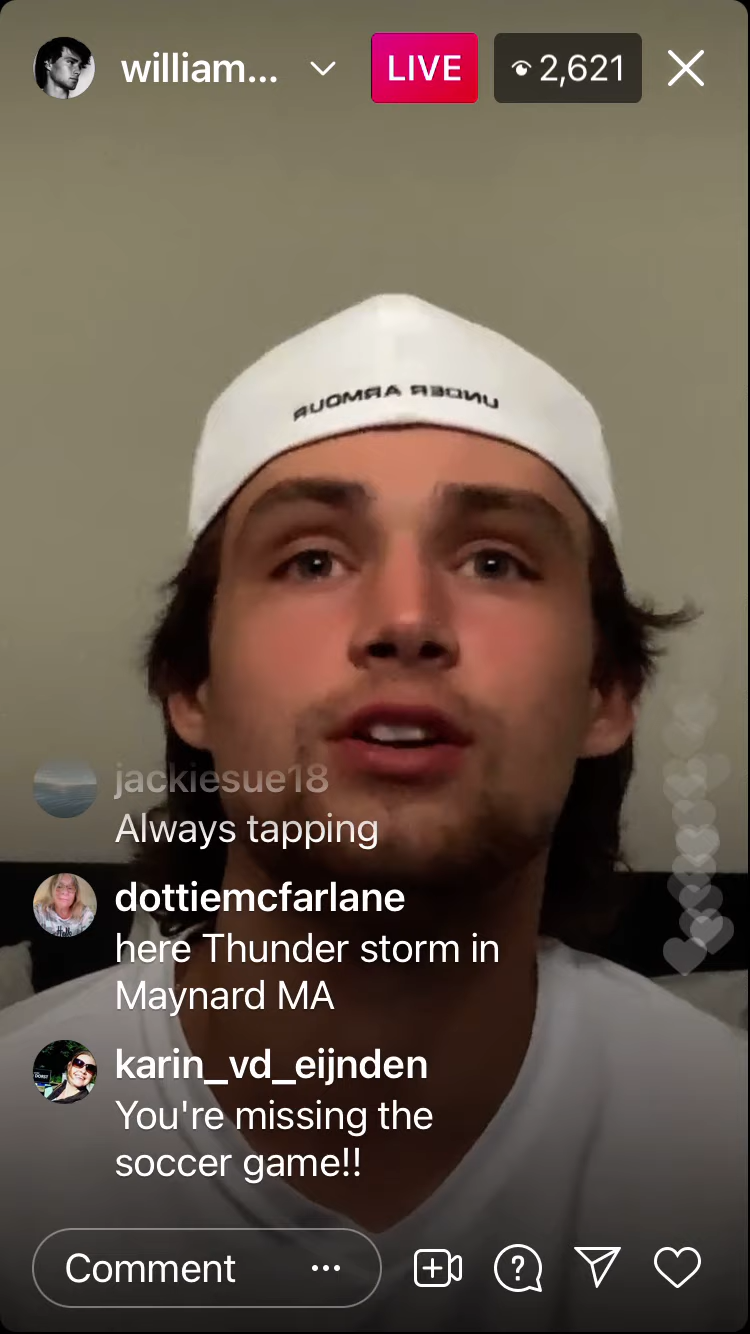 william...
LIVE
2,621
UNDER ARMOUR
jackiesue18
Always tapping
dottiemcfarlane
here Thunder storm in
Maynard MA
karin_vd_eijnden
You're missing the
soccer game!!
Comment ...